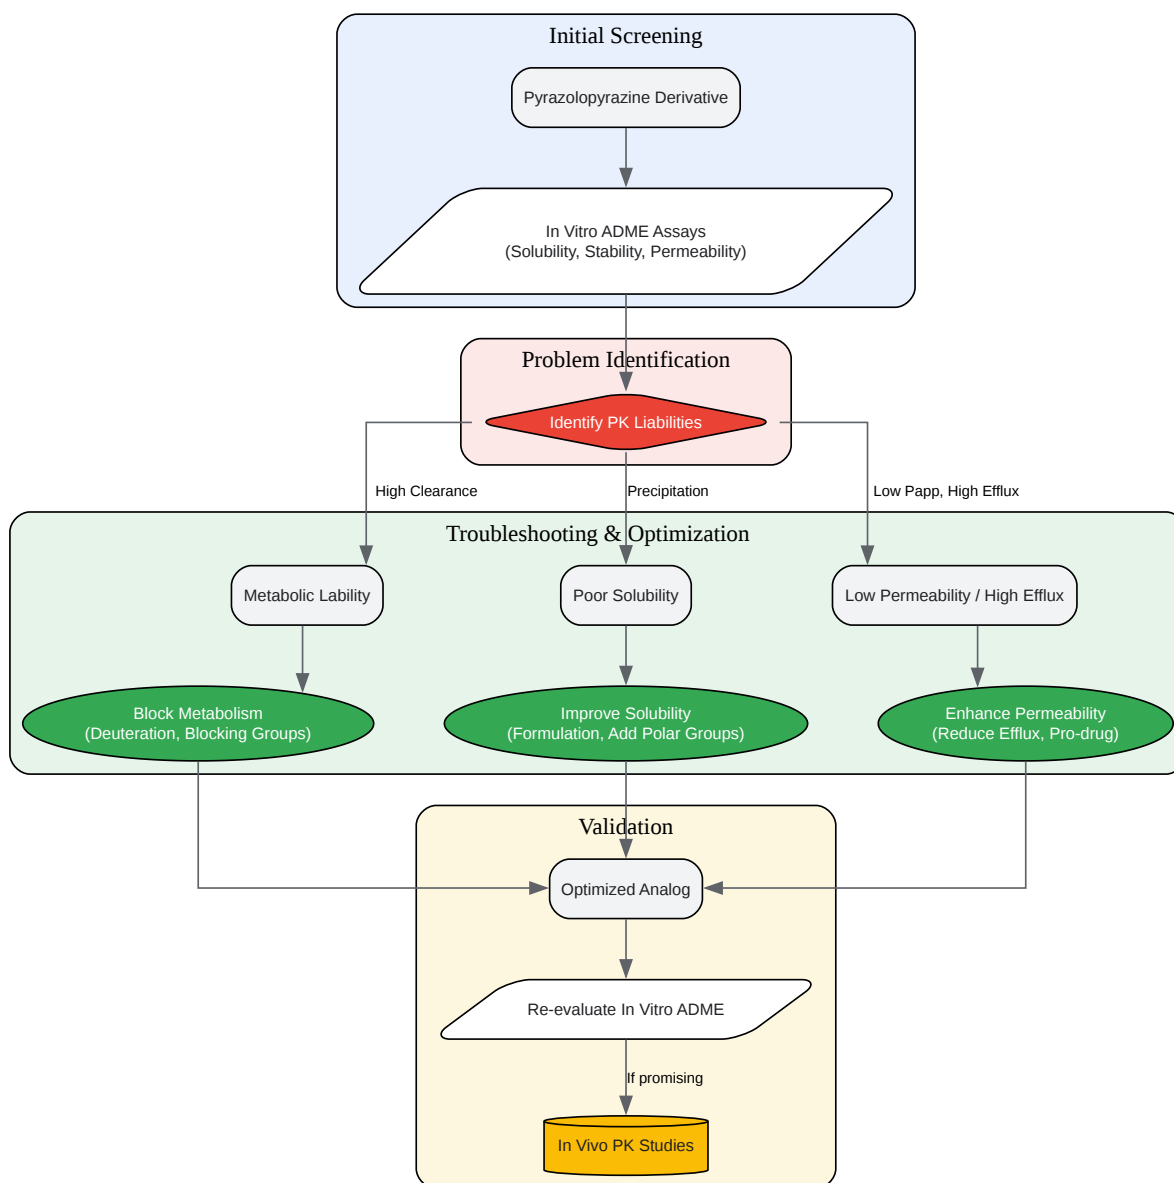 Initial Screening
Pyrazolopyrazine Derivative
In Vitro ADME Assays
(Solubility, Stability, Permeability)
Problem Identification
Identify PK Liabilities
High Clearance
Precipitation
Low Papp, High Efflux
Troubleshooting & Optimization
Metabolic Lability
Poor Solubility
Low Permeability / High Efflux
Block Metabolism
(Deuteration, Blocking Groups)
Improve Solubility
(Formulation, Add Polar Groups)
Enhance Permeability
(Reduce Efflux, Pro-drug)
Validation
Optimized Analog
Re-evaluate In Vitro ADME
If promising
In Vivo PK Studies